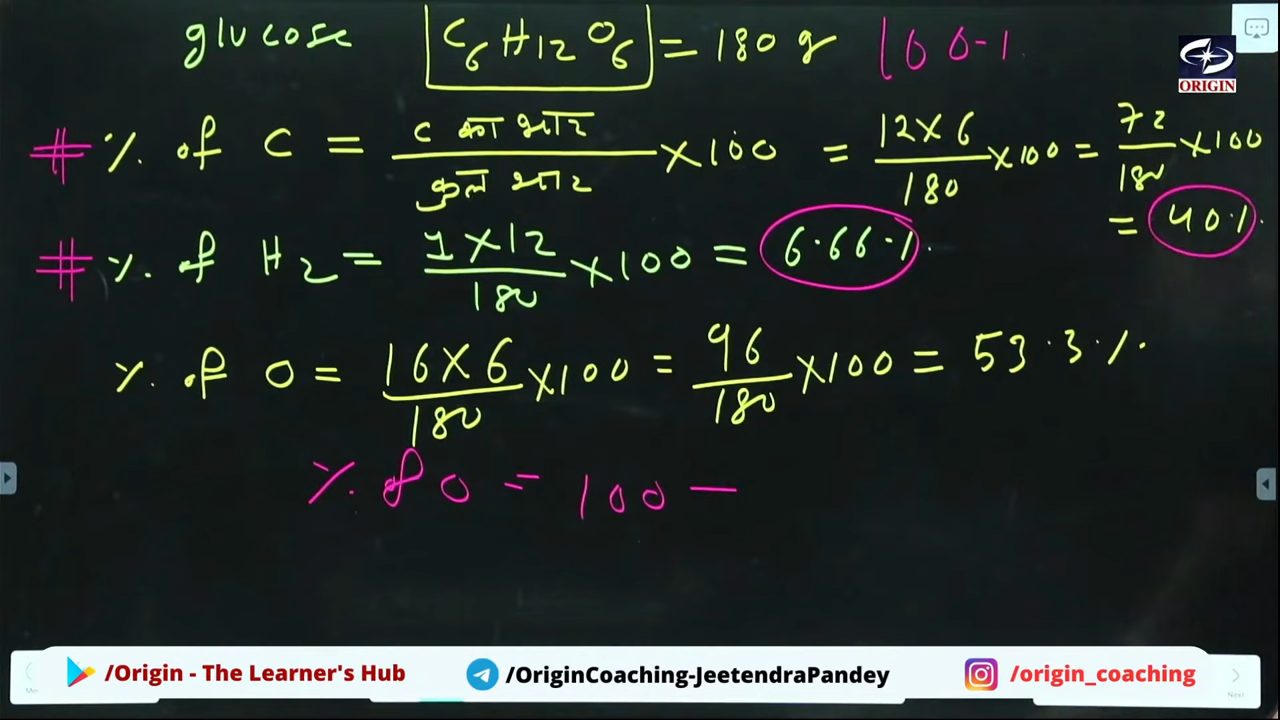 glucose C6H12O6 = 180 g 100%
ORIGIN
# % of C = C का भार / कुल भार × 100 = 12 × 6 / 180 × 100 = 72 / 180 × 100
= 40%
# % of H2 = 1 × 12 / 180 × 100 = 6.66%
% of O = 16 × 6 / 180 × 100 = 96 / 180 × 100 = 53.3%
% of O = 100 —
/Origin - The Learner's Hub /OriginCoaching-JeetendraPandey /origin_coaching
Next